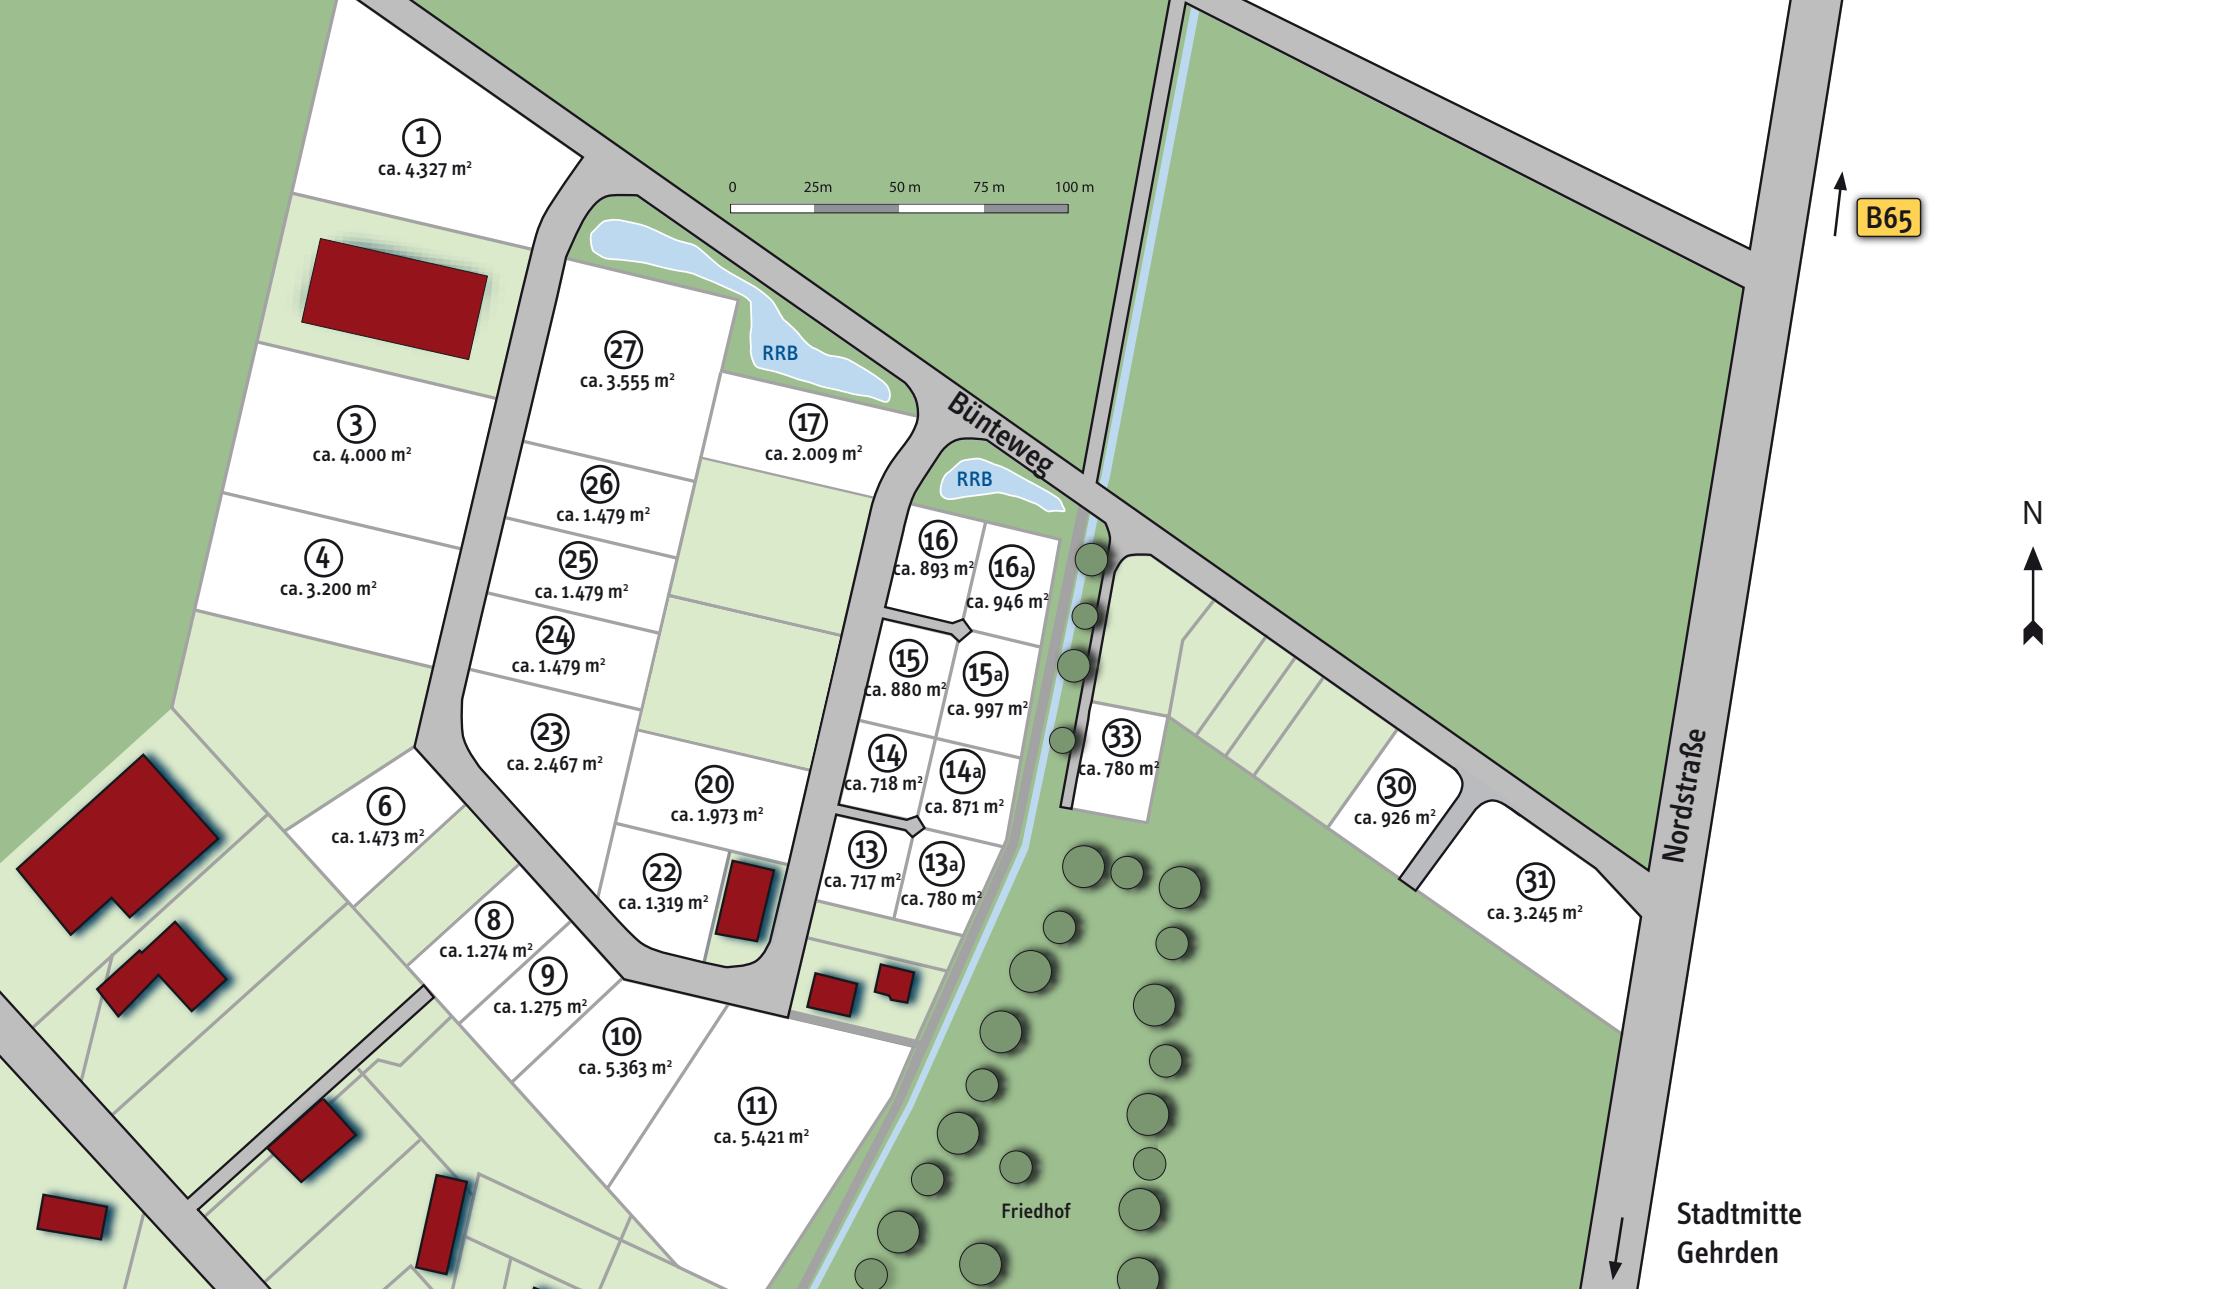 1
ca. 4.327 m²
0 25m 50 m 75 m 100 m
B65
27
ca. 3.555 m²
RRB
17
ca. 2.009 m²
Bünteweg
3
ca. 4.000 m²
RRB
26
ca. 1.479 m²
N
16
ca. 893 m²
4
ca. 3.200 m²
25
ca. 1.479 m²
16a
ca. 946 m²
24
ca. 1.479 m²
15
ca. 880 m²
15a
ca. 997 m²
23
ca. 2.467 m²
33
ca. 780 m²
14
ca. 718 m²
14a
ca. 871 m²
20
ca. 1.973 m²
30
ca. 926 m²
Nordstraße
6
ca. 1.473 m²
13
ca. 717 m²
13a
ca. 780 m²
22
ca. 1.319 m²
31
ca. 3.245 m²
8
ca. 1.274 m²
9
ca. 1.275 m²
10
ca. 5.363 m²
11
ca. 5.421 m²
Friedhof
Stadtmitte
Gehrden